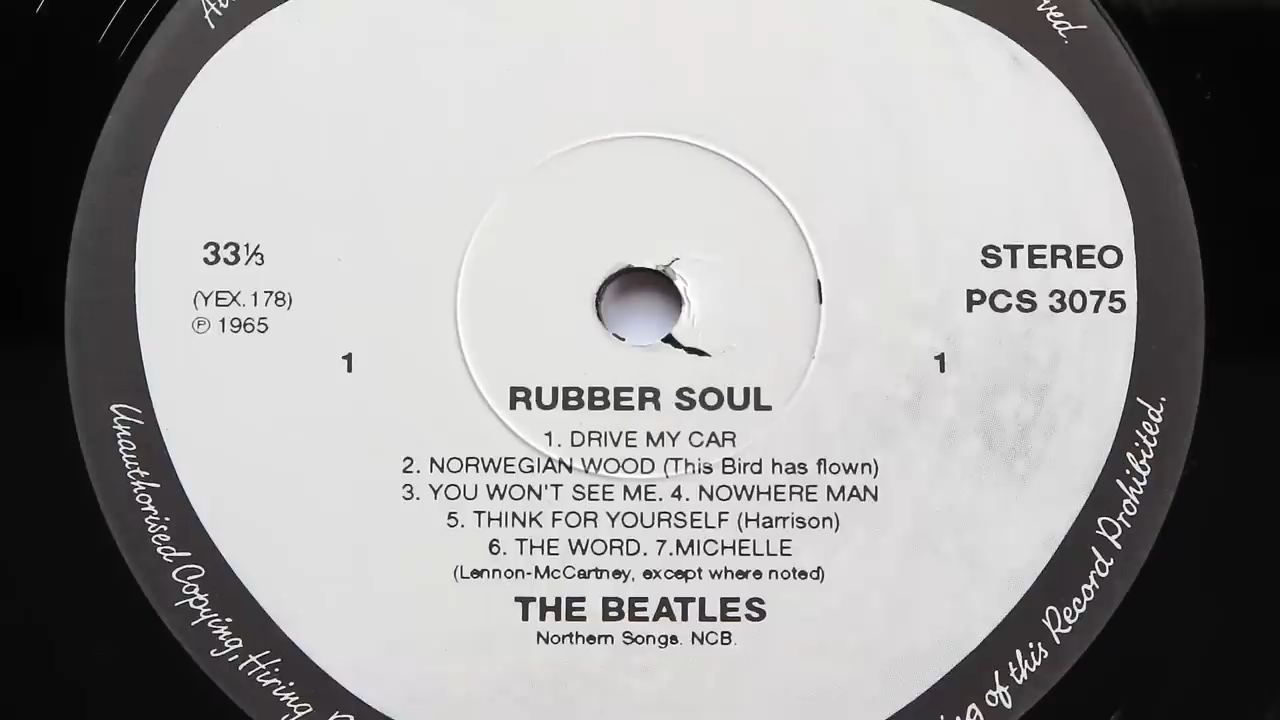 33⅓
(YEX. 178)
℗ 1965
1
STEREO
PCS 3075
1
RUBBER SOUL
1. DRIVE MY CAR
2. NORWEGIAN WOOD (This Bird has flown)
3. YOU WON'T SEE ME. 4. NOWHERE MAN
5. THINK FOR YOURSELF (Harrison)
6. THE WORD. 7.MICHELLE
(Lennon-McCartney, except where noted)
THE BEATLES
Northern Songs. NCB.
Unauthorised Copying, Hiring
of this Record Prohibited.